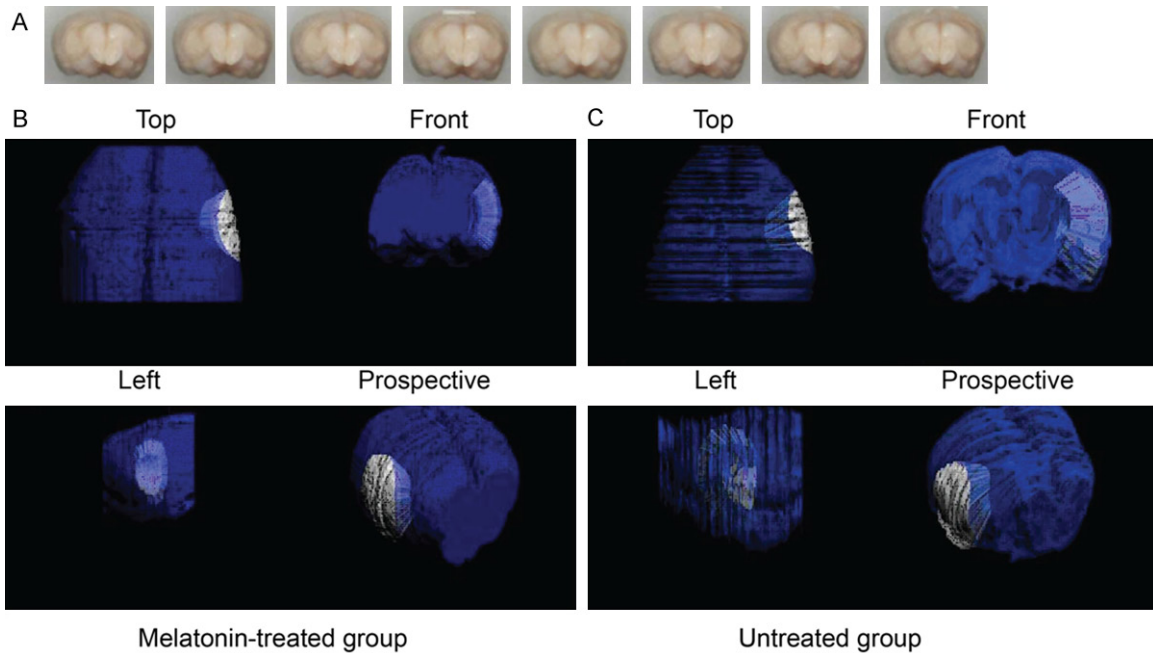 A
B Top Front C Top Front
Left Prospective Left Prospective
Melatonin-treated group Untreated group